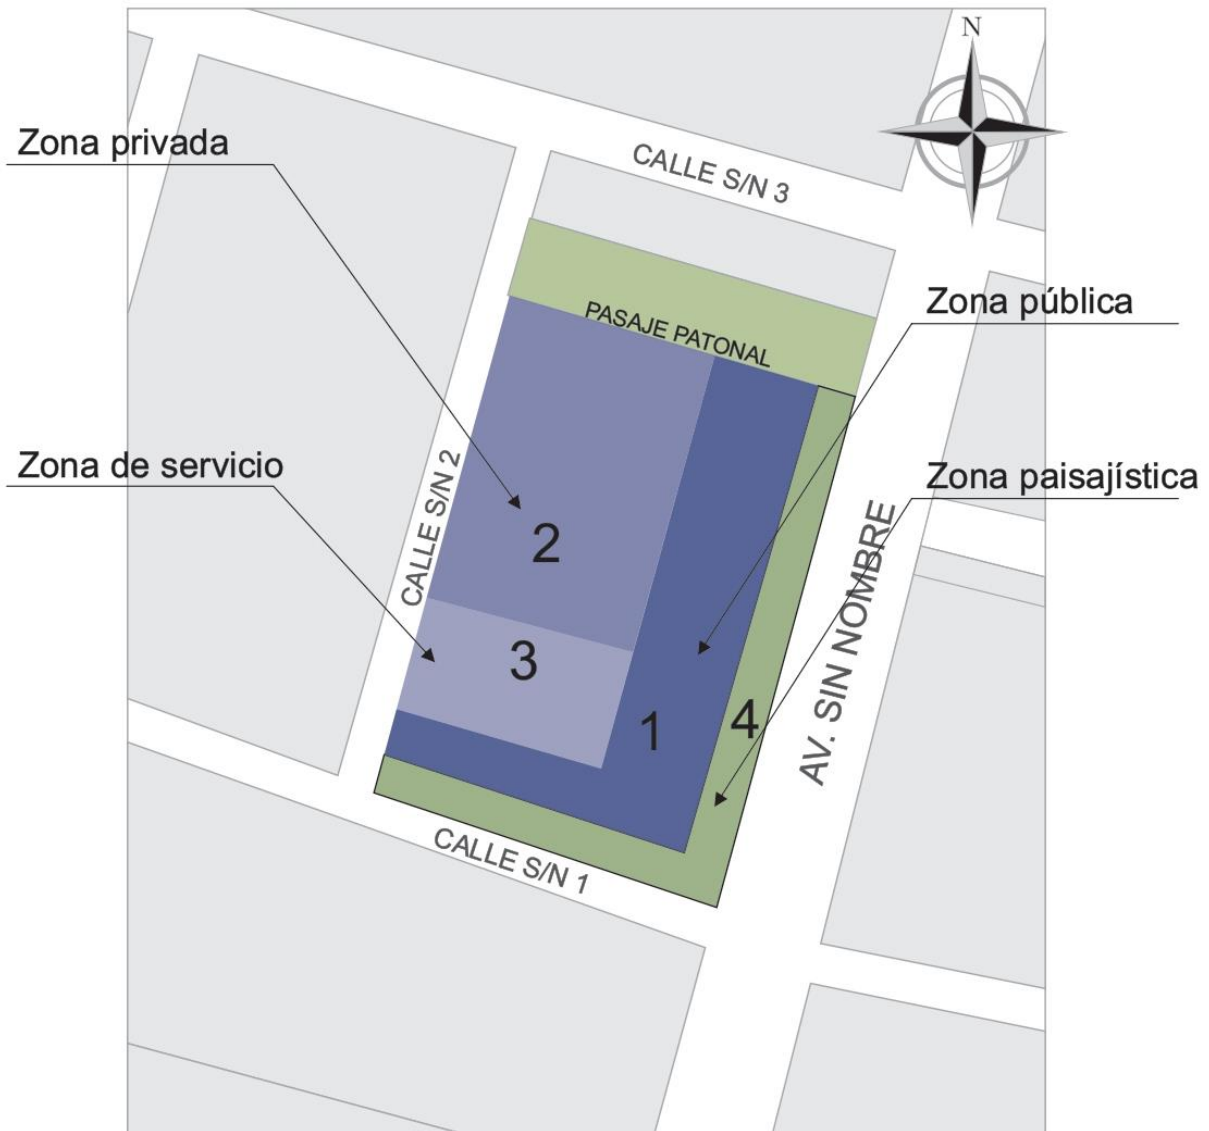 N
Zona privada
CALLE S/N 3
Zona pública
PASAJE PATONAL
Zona de servicio
CALLE S/N 2
Zona paisajística
2
3
1
4
AV. SIN NOMBRE
CALLE S/N 1